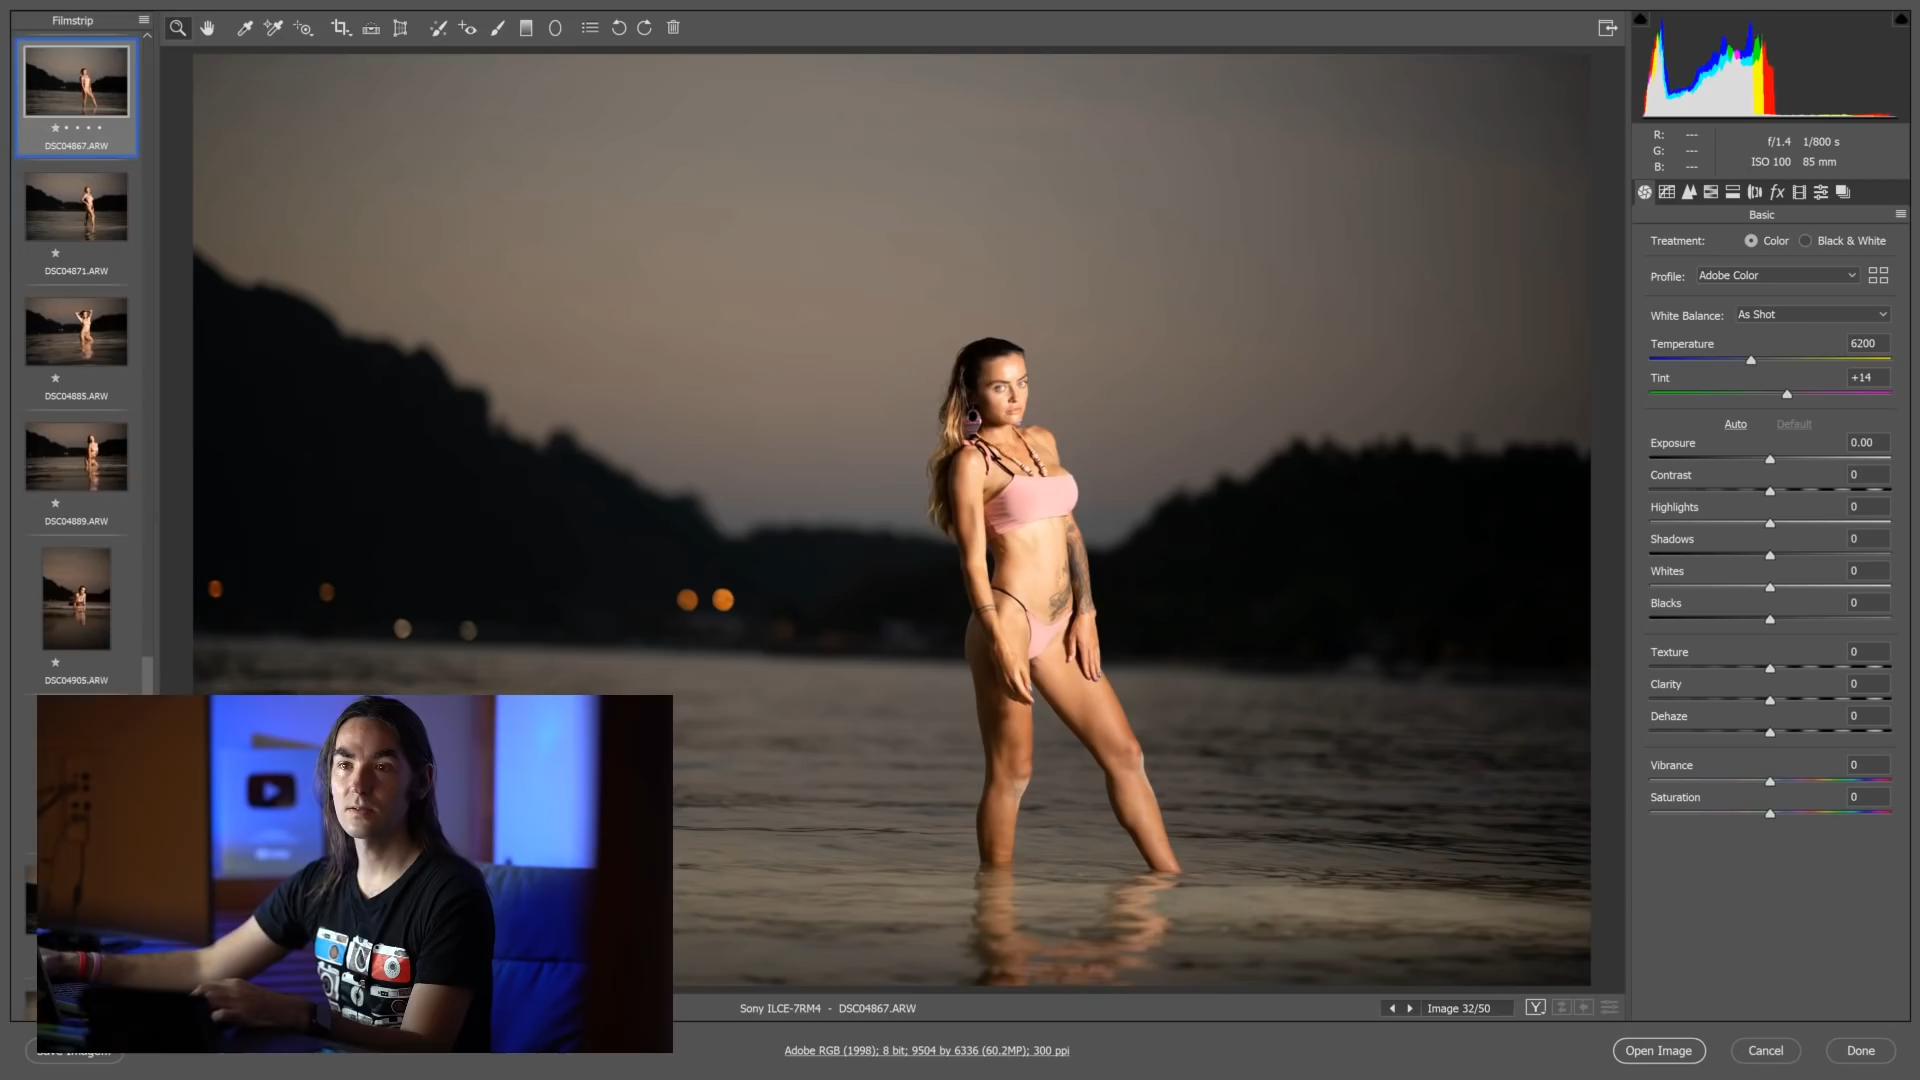 Filmstrip
DSC04867.ARW
DSC04871.ARW
DSC04885.ARW
DSC04889.ARW
DSC04905.ARW
Sony ILCE-7RM4 - DSC04867.ARW
Image 32/50
Y
Adobe RGB (1998); 8 bit; 9504 by 6336 (60.2MP); 300 ppi
Open Image
Cancel
Done
R: ---
G: ---
B: ---
f/1.4 1/800 s
ISO 100 85 mm
fx
Basic
Treatment: Color Black & White
Profile: Adobe Color
White Balance: As Shot
Temperature 6200
Tint +14
Auto Default
Exposure 0.00
Contrast 0
Highlights 0
Shadows 0
Whites 0
Blacks 0
Texture 0
Clarity 0
Dehaze 0
Vibrance 0
Saturation 0